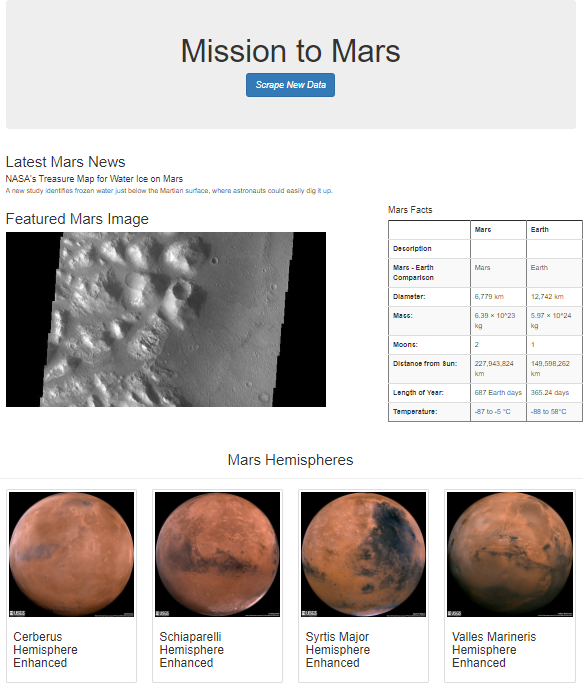 Mission to Mars
Scrape New Data
Latest Mars News
NASA's Treasure Map for Water Ice on Mars
A new study identifies frozen water just below the Martian surface, where astronauts could easily dig it up.
Featured Mars Image
Mars Facts
Mars Earth
Description
Mars - Earth Comparison Mars Earth
Diameter: 6,779 km 12,742 km
Mass: 6.39 × 10^23 kg 5.97 × 10^24 kg
Moons: 2 1
Distance from Sun: 227,943,824 km 149,598,262 km
Length of Year: 687 Earth days 365.24 days
Temperature: -87 to -5 °C -88 to 58°C
Mars Hemispheres
USGS
USGS
USGS
USGS
Cerberus
Hemisphere
Enhanced
Schiaparelli
Hemisphere
Enhanced
Syrtis Major
Hemisphere
Enhanced
Valles Marineris
Hemisphere
Enhanced